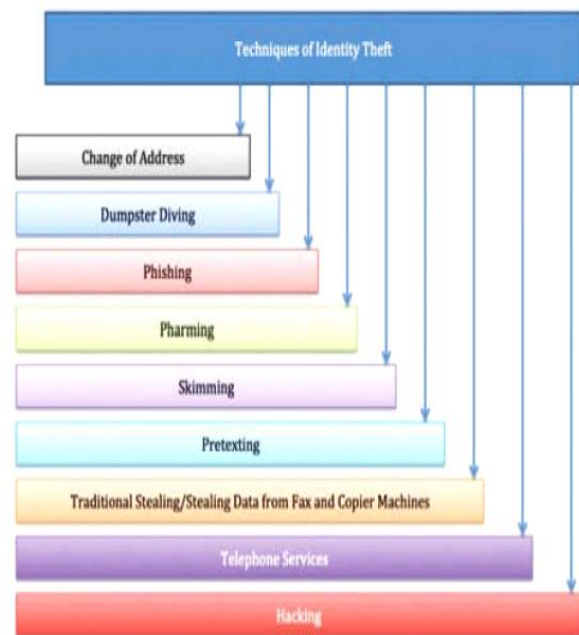 Techniques of Identity Theft
Change of Address
Dumpster Diving
Phishing
Pharming
Skimming
Pretexting
Traditional Stealing/Stealing Data from Fax and Copier Machines
Telephone Services
Hacking